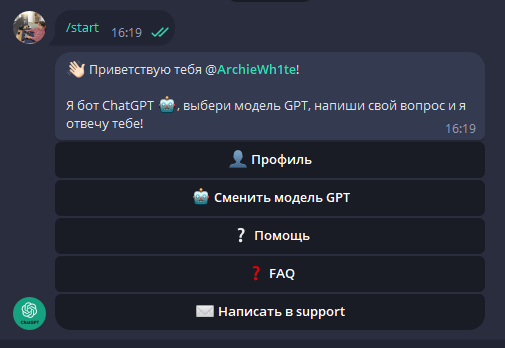 /start 16:19
👋🏻 Приветствую тебя @ArchieWh1te!
Я бот ChatGPT 🤖, выбери модель GPT, напиши свой вопрос и я
отвечу тебе!
16:19
👤 Профиль
🤖 Сменить модель GPT
❔ Помощь
❓ FAQ
✉️ Написать в support
CHATGPT